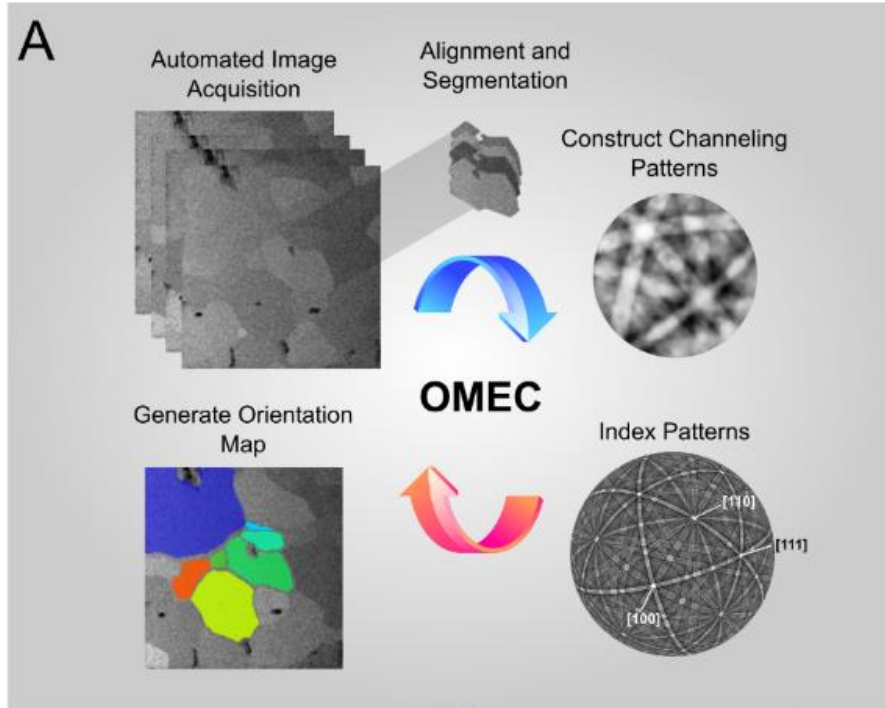 A
Automated Image
Acquisition
Alignment and
Segmentation
Construct Channeling
Patterns
OMEC
Generate Orientation
Map
Index Patterns
[110]
[111]
[100]